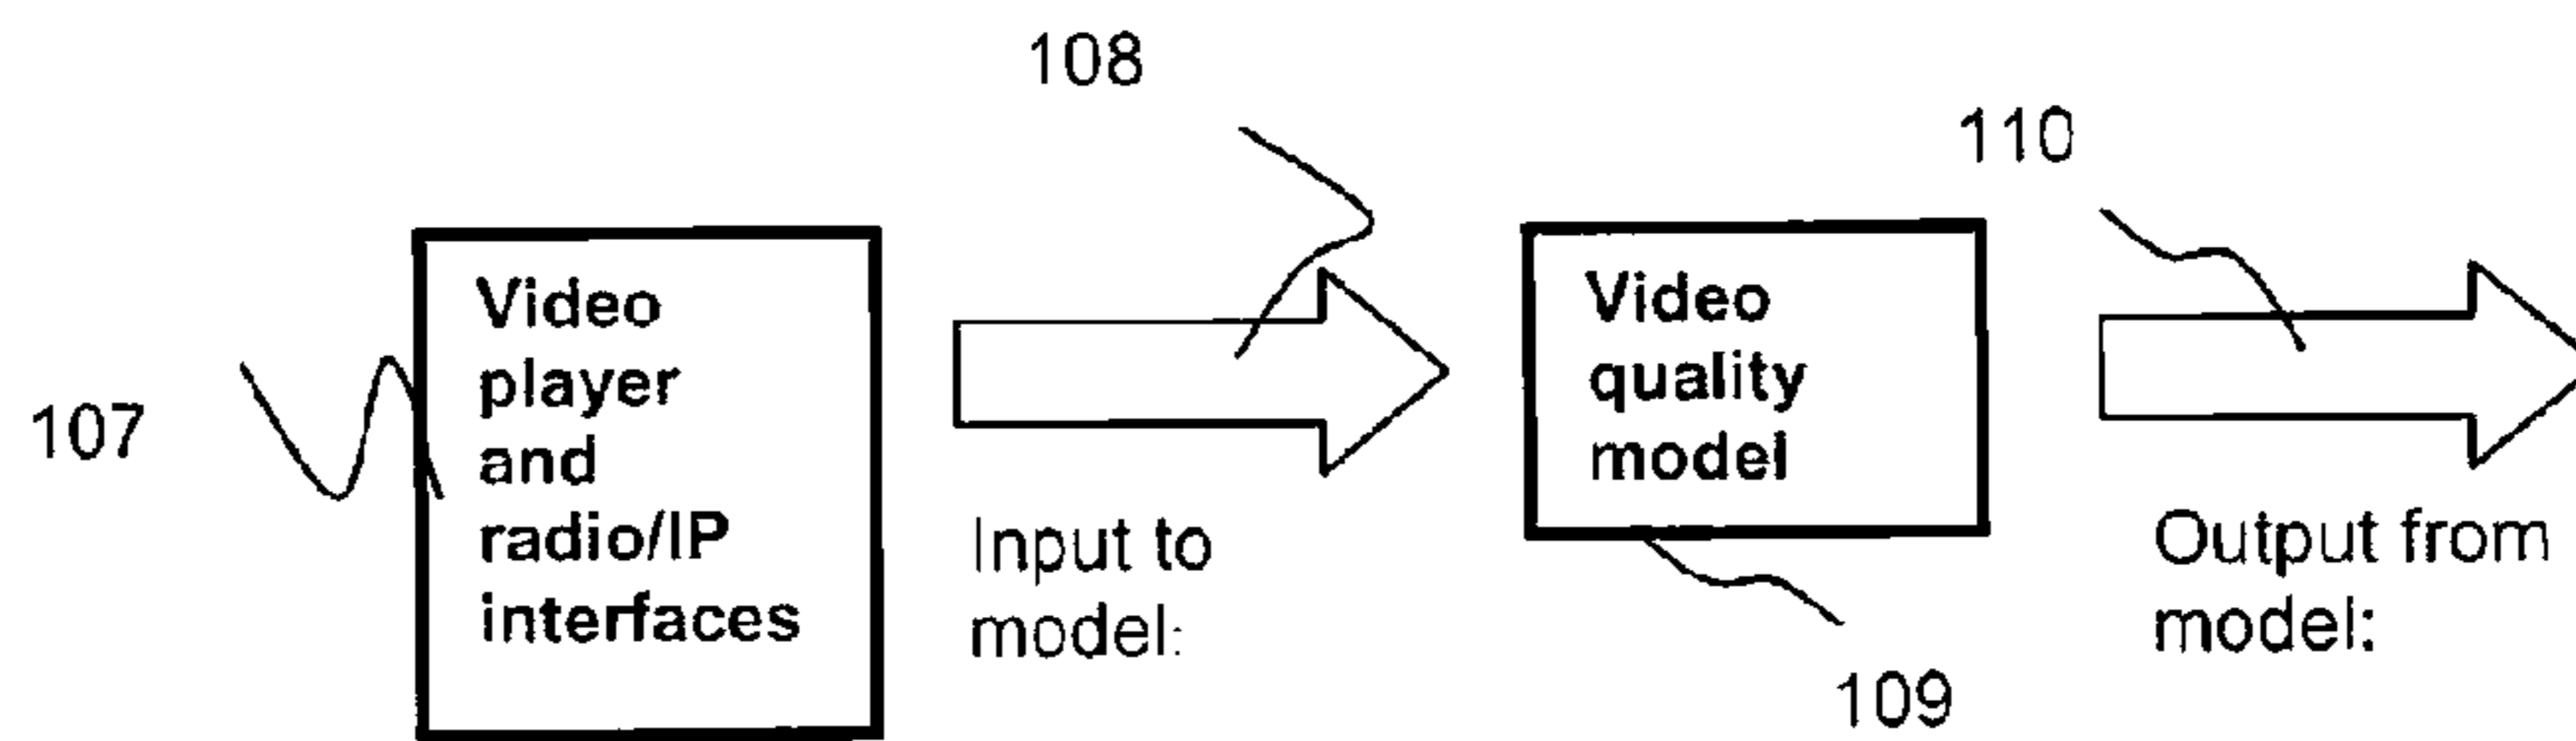 108
110
107
Video
player
and
radio/IP
interfaces
Input to
model:
Video
quality
model
109
Output from
model: